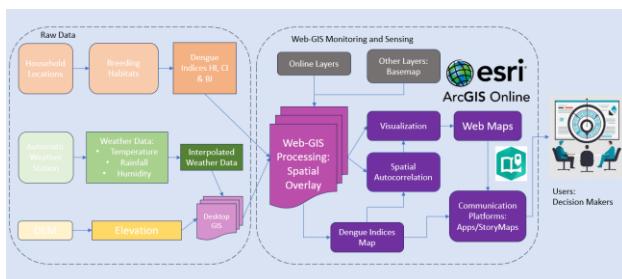 Raw Data
Web-GIS Monitoring and Sensing
Household
Locations
Breeding
Habitats
Dengue
Indices HI, CI
& BI
Online Layers
Other Layers:
Basemap
esri
ArcGIS Online
Automatic
Weather
Station
Weather Data:
• Temperature
• Rainfall
• Humidity
Interpolated
Weather Data
Web-GIS
Processing:
Spatial
Overlay
Visualization
Web Maps
Spatial
Autocorrelation
DEM
Elevation
Desktop
GIS
Dengue Indices
Map
Communication
Platforms:
Apps/StoryMaps
Users:
Decision Makers